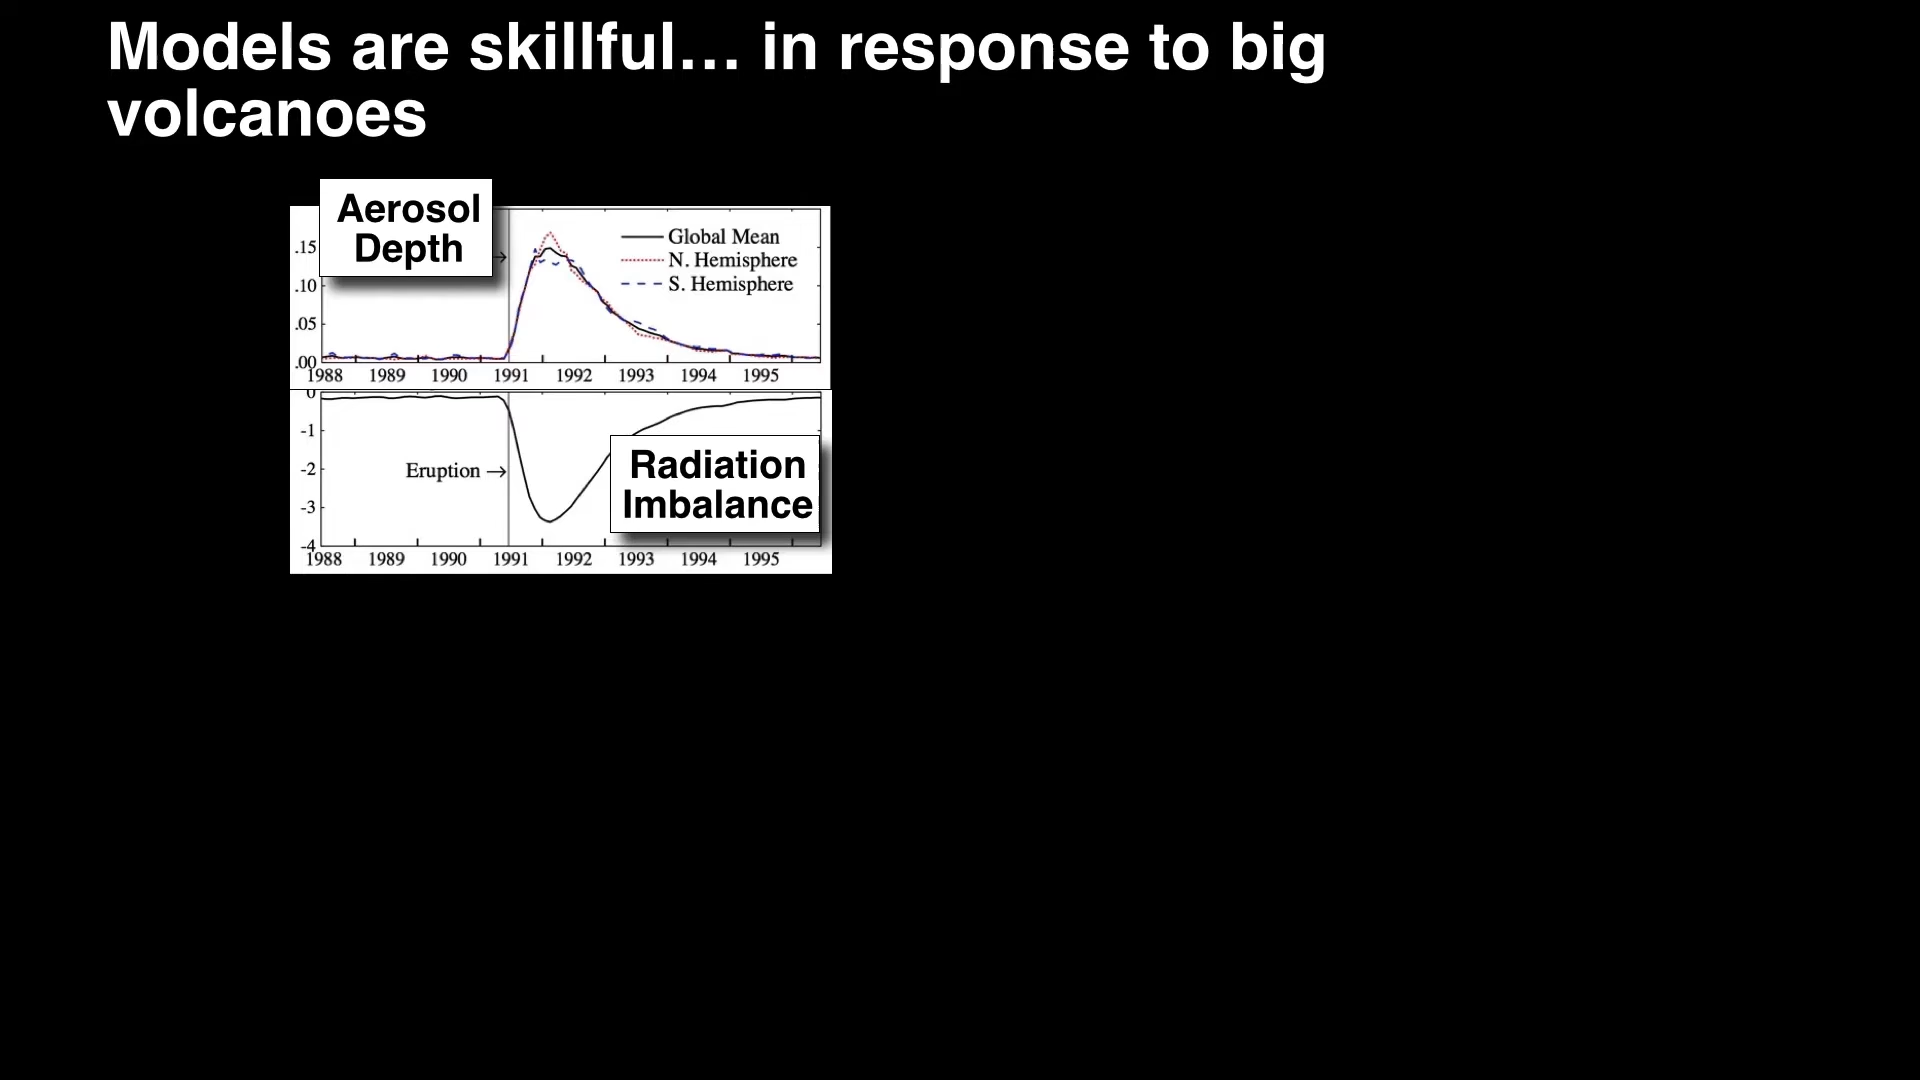 Models are skillful… in response to big
volcanoes
Aerosol
Depth
.15
.10
.05
.00
Global Mean
N. Hemisphere
S. Hemisphere
1988 1989 1990 1991 1992 1993 1994 1995
0
-1
-2
-3
-4
Eruption →
Radiation
Imbalance
1988 1989 1990 1991 1992 1993 1994 1995